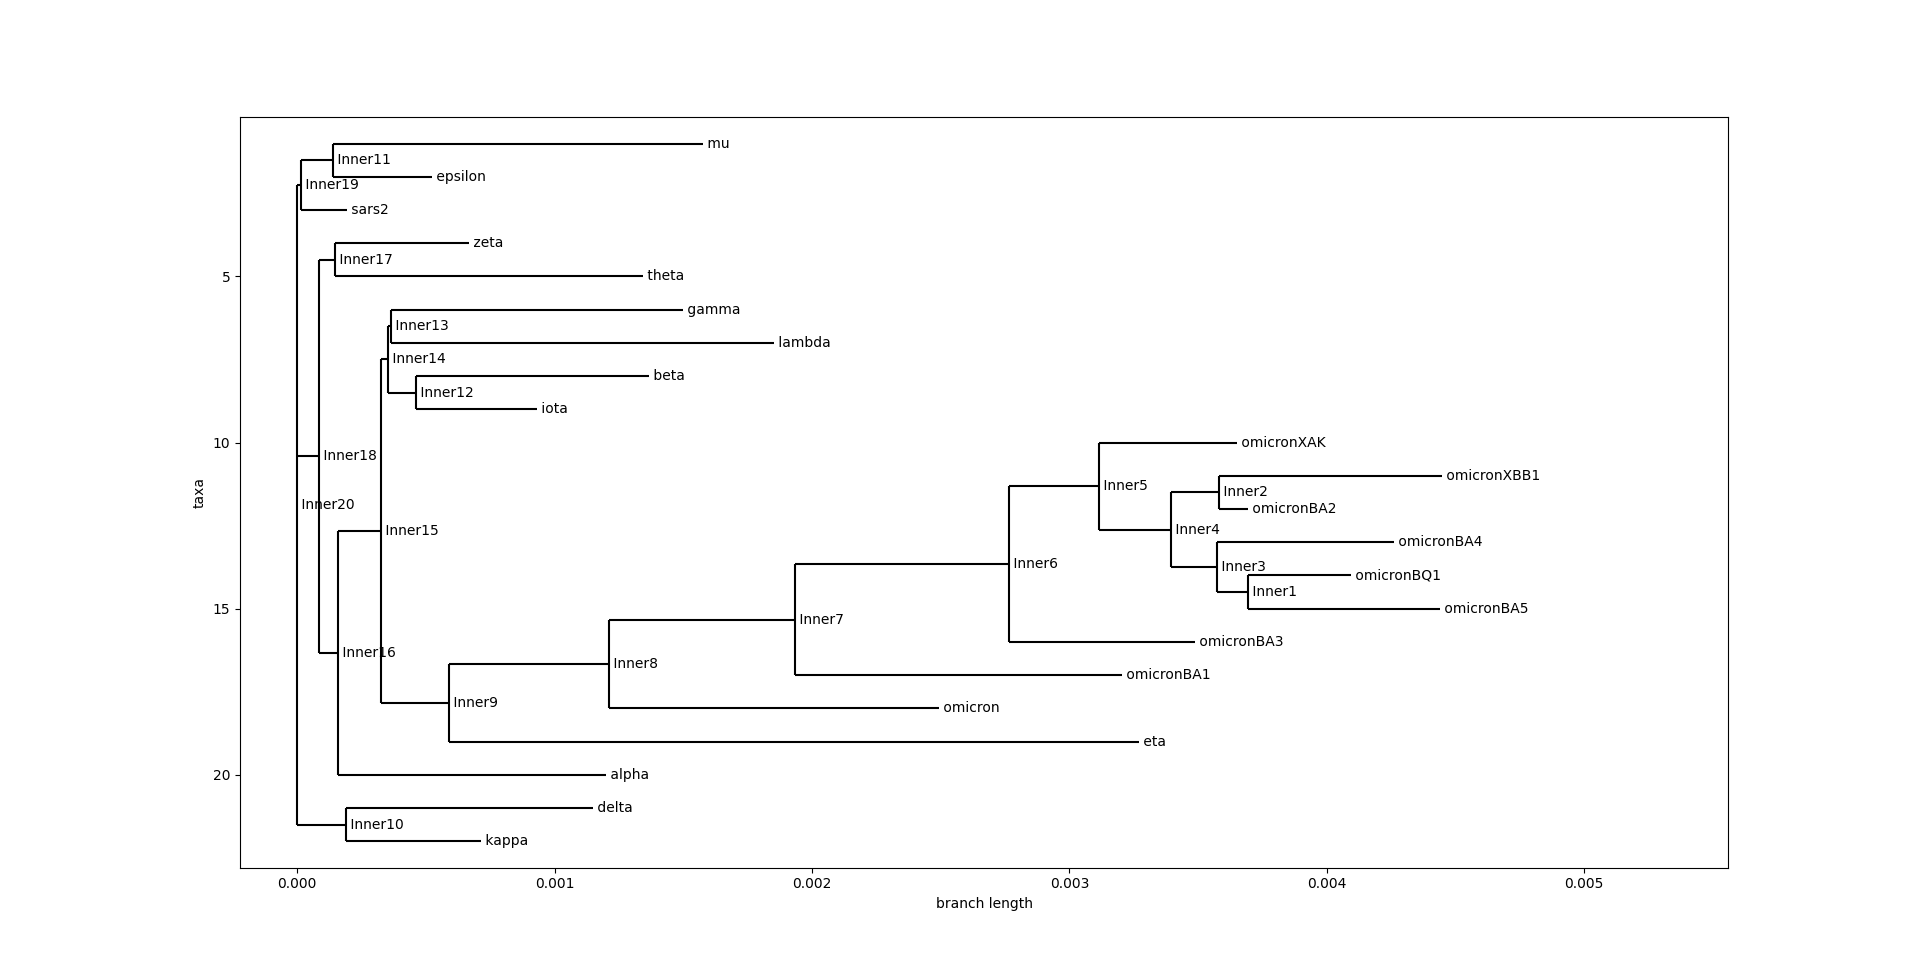 mu
Inner11
epsilon
Inner19
sars2
zeta
Inner17
theta
gamma
Inner13
lambda
Inner14
beta
Inner12
iota
omicronXAK
Inner18
omicronXBB1
Inner5
Inner2
Inner20
omicronBA2
Inner15
Inner4
omicronBA4
Inner6
Inner3
omicronBQ1
Inner1
omicronBA5
Inner7
omicronBA3
Inner16
Inner8
omicronBA1
Inner9
omicron
eta
alpha
delta
Inner10
kappa
5
10
15
20
taxa
0.000 0.001 0.002 0.003 0.004 0.005
branch length